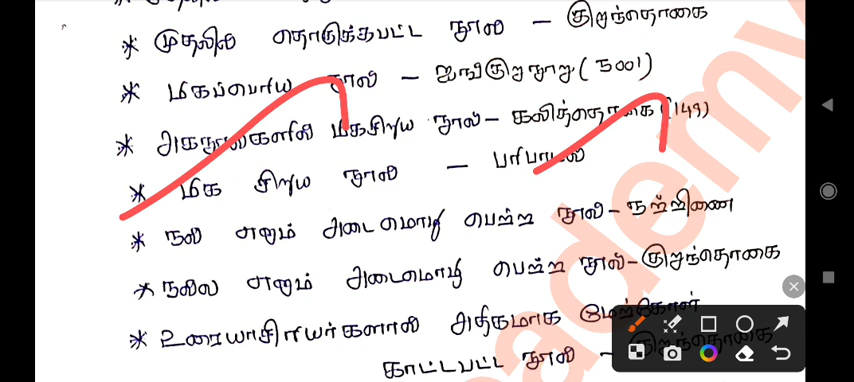 * முதலில் தொகுக்கப்பட்ட நூல் – குறுந்தொகை
* மிகப்பெரிய நூல் – ஐங்குறுநூறு (500)
* அகநூல்களில் மிகசிறிய நூல் – கலித்தொகை (149)
* மிக சிறிய நூல் – பரிபாடல்
* நல் எனும் அடைமொழி பெற்ற நூல் – நற்றிணை
* நல்ல எனும் அடைமொழி பெற்ற நூல் – குறுந்தொகை
* உரையாசிரியர்களால் அதிகமாக மேற்கோள்
காட்டப்பட்ட நூல் – குறுந்தொகை
ademy